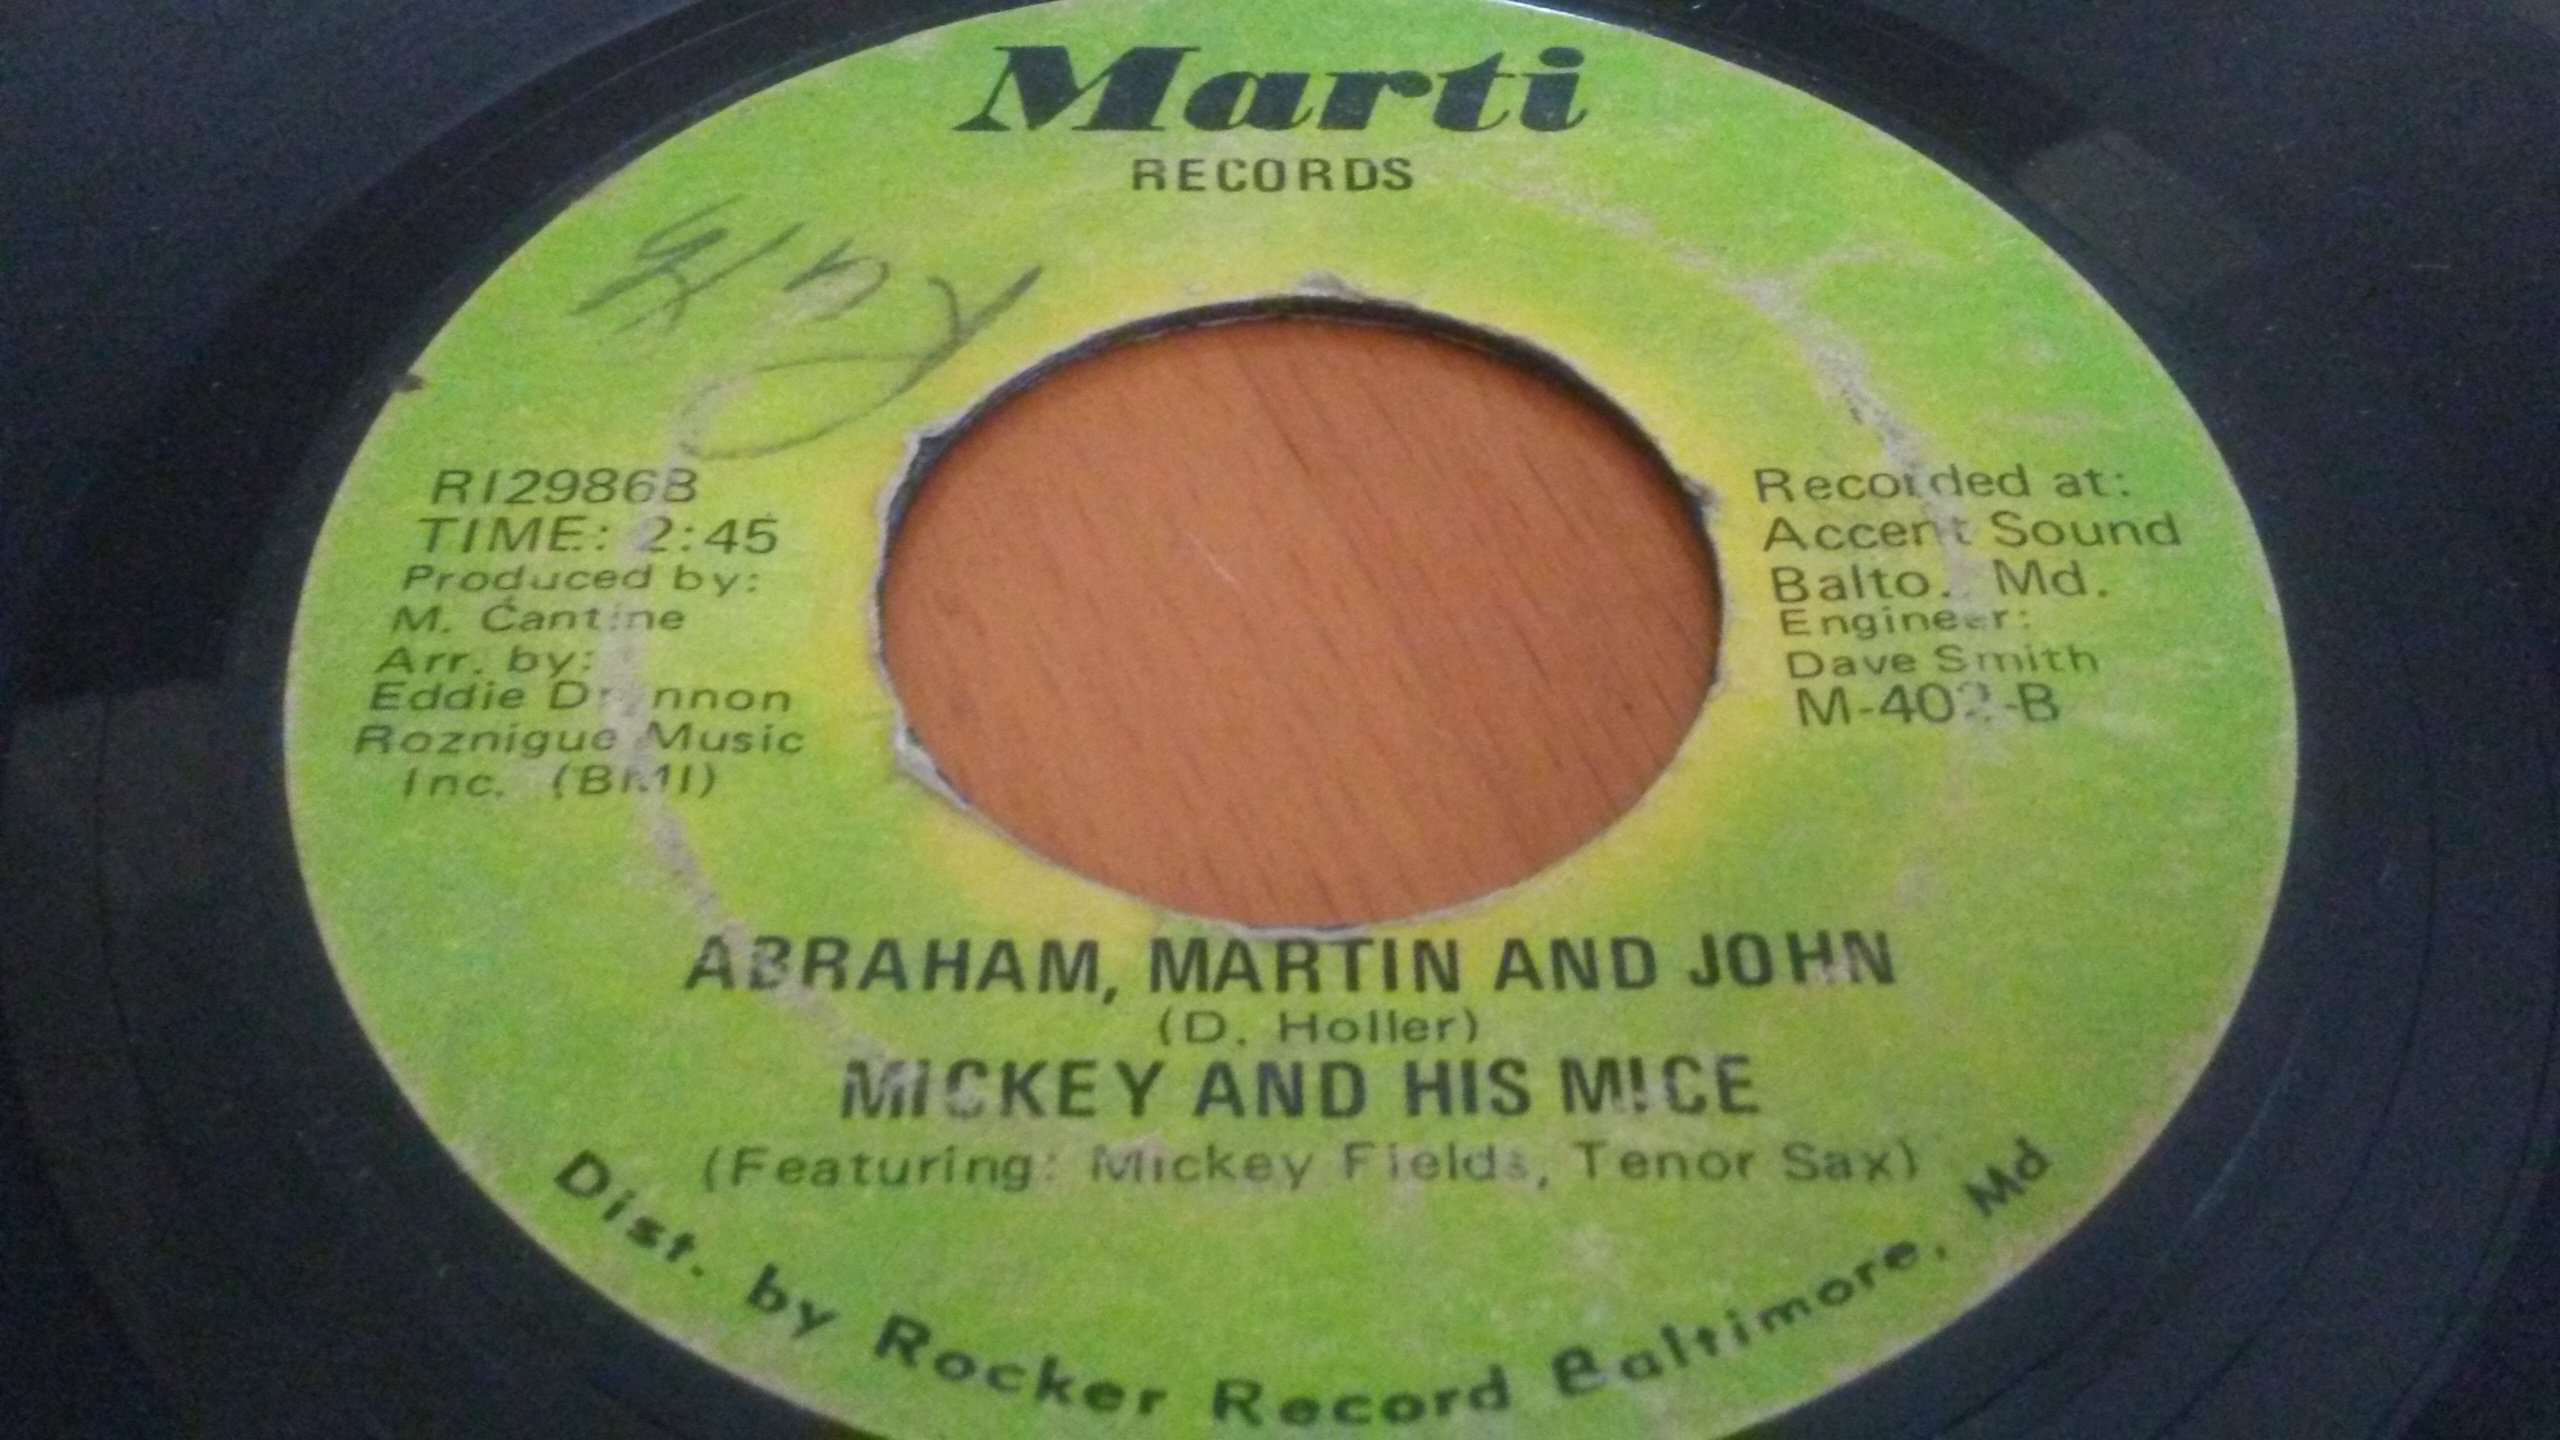 Marti
RECORDS
RI2986B
TIME: 2:45
Produced by:
M. Cantine
Arr. by:
Eddie
Roznigue Music
Inc. (BMI)
Recorded at:
Accent Sound
Balto. Md.
Engineer:
Dave Smith
ABRAHAM, MARTIN AND JOHN
(D. Holler)
MICKEY AND HIS MICE
(Featuring: Mickey Fields, Tenor Sax)
Dist. by Rocker Record Baltimore, Md